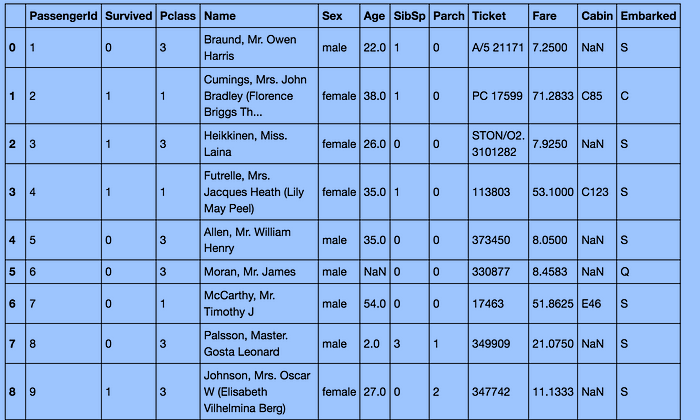 PassengerId Survived Pclass Name Sex Age SibSp Parch Ticket Fare Cabin Embarked
0 1 0 3 Braund, Mr. Owen
Harris male 22.0 1 0 A/5 21171 7.2500 NaN S
1 2 1 1 Cumings, Mrs. John
Bradley (Florence
Briggs Th... female 38.0 1 0 PC 17599 71.2833 C85 C
2 3 1 3 Heikkinen, Miss.
Laina female 26.0 0 0 STON/O2.
3101282 7.9250 NaN S
3 4 1 1 Futrelle, Mrs.
Jacques Heath (Lily
May Peel) female 35.0 1 0 113803 53.1000 C123 S
4 5 0 3 Allen, Mr. William
Henry male 35.0 0 0 373450 8.0500 NaN S
5 6 0 3 Moran, Mr. James male NaN 0 0 330877 8.4583 NaN Q
6 7 0 1 McCarthy, Mr.
Timothy J male 54.0 0 0 17463 51.8625 E46 S
7 8 0 3 Palsson, Master.
Gosta Leonard male 2.0 3 1 349909 21.0750 NaN S
8 9 1 3 Johnson, Mrs. Oscar
W (Elisabeth
Vilhelmina Berg) female 27.0 0 2 347742 11.1333 NaN S